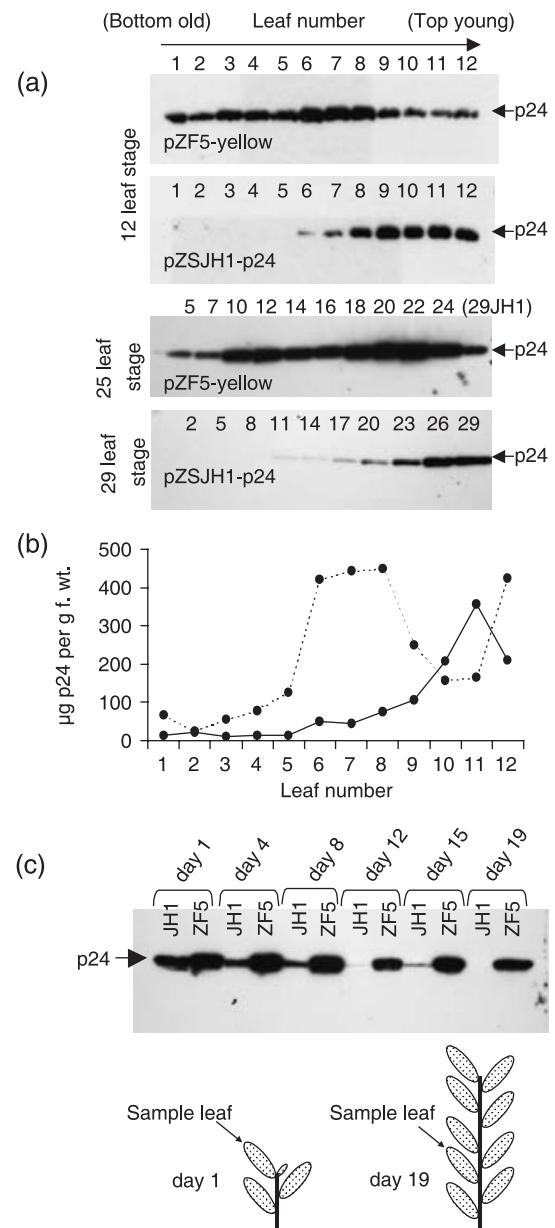 (Bottom old) Leaf number (Top young)
(a)
1 2 3 4 5 6 7 8 9 10 11 12
12 leaf stage
p24
pZF5-yellow
1 2 3 4 5 6 7 8 9 10 11 12
p24
pZSJH1-p24
5 7 10 12 14 16 18 20 22 24 (29JH1)
25 leaf stage
p24
pZF5-yellow
2 5 8 11 14 17 20 23 26 29
29 leaf stage
p24
pZSJH1-p24
(b)
µg p24 per g f. wt.
500
400
300
200
100
0
1 2 3 4 5 6 7 8 9 10 11 12
Leaf number
(c)
day 1 day 4 day 8 day 12 day 15 day 19
JH1 ZF5 JH1 ZF5 JH1 ZF5 JH1 ZF5 JH1 ZF5 JH1 ZF5
p24
Sample leaf Sample leaf
day 1 day 19